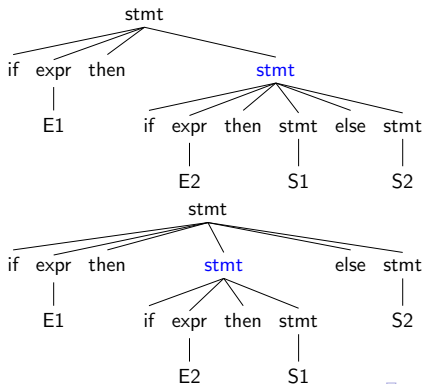 stmt
if expr then stmt
E1 if expr then stmt else stmt
E2 S1 S2
stmt
if expr then stmt else stmt
E1 if expr then stmt S2
E2 S1